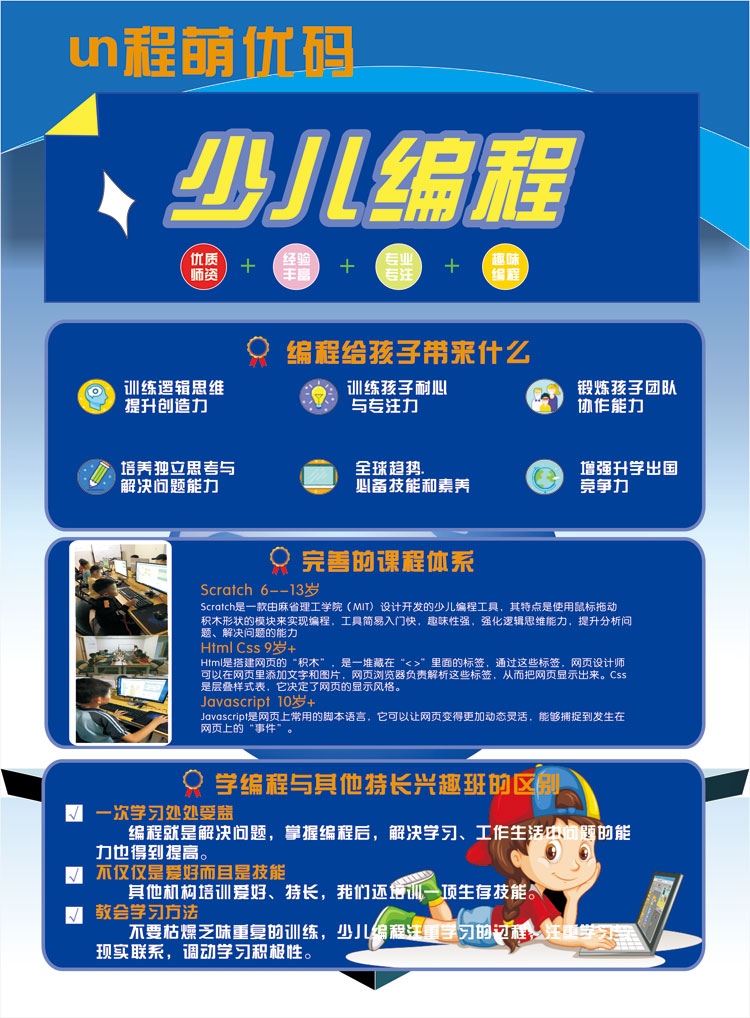 un程萌优码
少儿编程
优质
师资
+
经验
丰富
+
专业
专注
+
趣味
编程
编程给孩子带来什么
训练逻辑思维
提升创造力
训练孩子耐心
与专注力
锻炼孩子团队
协作能力
培养独立思考与
解决问题能力
全球趋势.
必备技能和素养
增强升学出国
竞争力
完善的课程体系
Scratch 6--13岁
Scratch是一款由麻省理工学院（MIT）设计开发的少儿编程工具，其特点是使用鼠标拖动
积木形状的模块来实现编程，工具简易入门快，趣味性强，强化逻辑思维能力，提升分析问
题、解决问题的能力
Html Css 9岁+
Html是搭建网页的“积木”，是一堆藏在“< >”里面的标签，通过这些标签，网页设计师
可以在网页里添加文字和图片，网页浏览器负责解析这些标签，从而把网页显示出来。Css
是层叠样式表，它决定了网页的显示风格。
Javascript 10岁+
Javascript是网页上常用的脚本语言，它可以让网页变得更加动态灵活，能够捕捉到发生在
网页上的“事件”。
学编程与其他特长兴趣班的区别
一次学习处处受益
编程就是解决问题，掌握编程后，解决学习、工作生活中问题的能
力也得到提高。
不仅仅是爱好而且是技能
其他机构培训爱好、特长，我们还培训一项生存技能。
教会学习方法
不要枯燥乏味重复的训练，少儿编程注重学习的过程，注重学习与
现实联系，调动学习积极性。